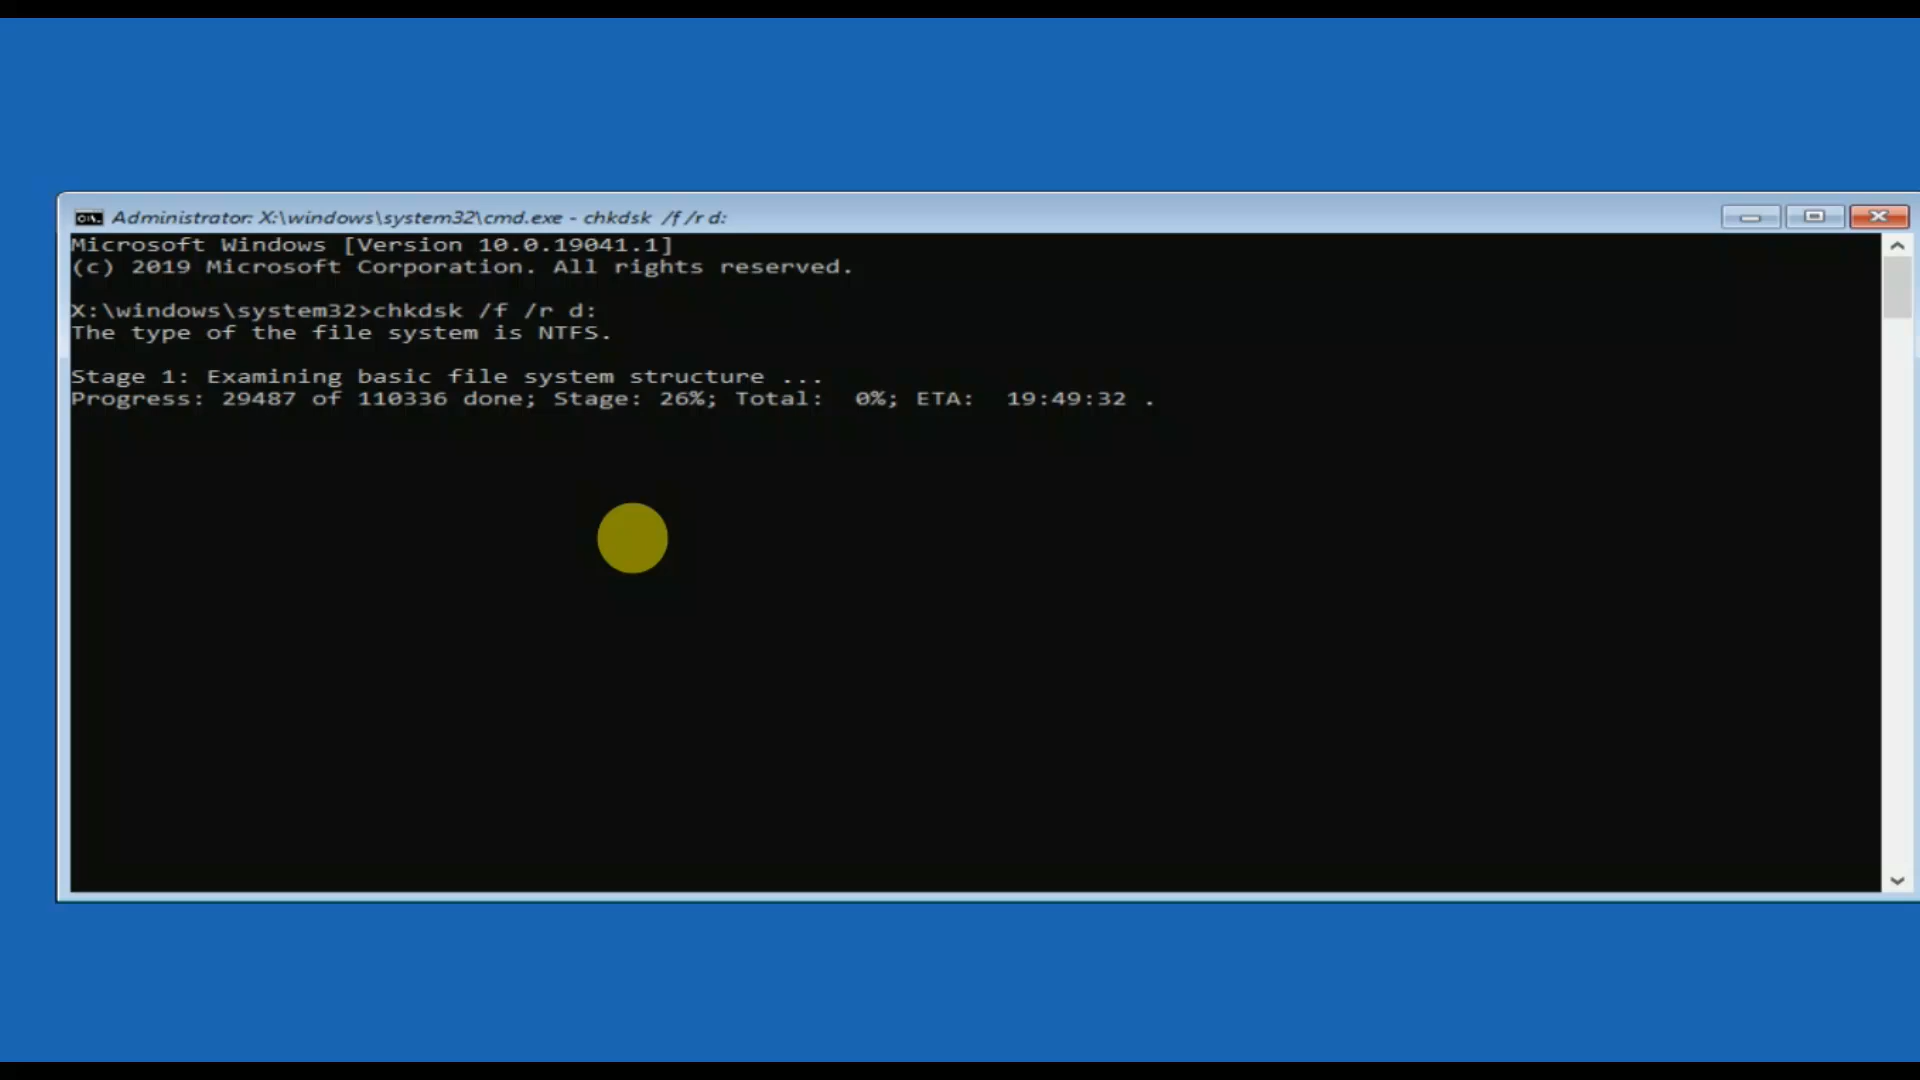 Administrator: X:\windows\system32\cmd.exe - chkdsk /f /r d:
Microsoft Windows [Version 10.0.19041.1]
(c) 2019 Microsoft Corporation. All rights reserved.
X:\windows\system32>chkdsk /f /r d:
The type of the file system is NTFS.
Stage 1: Examining basic file system structure ...
Progress: 29487 of 110336 done; Stage: 26%; Total:  0%; ETA:  19:49:32 .